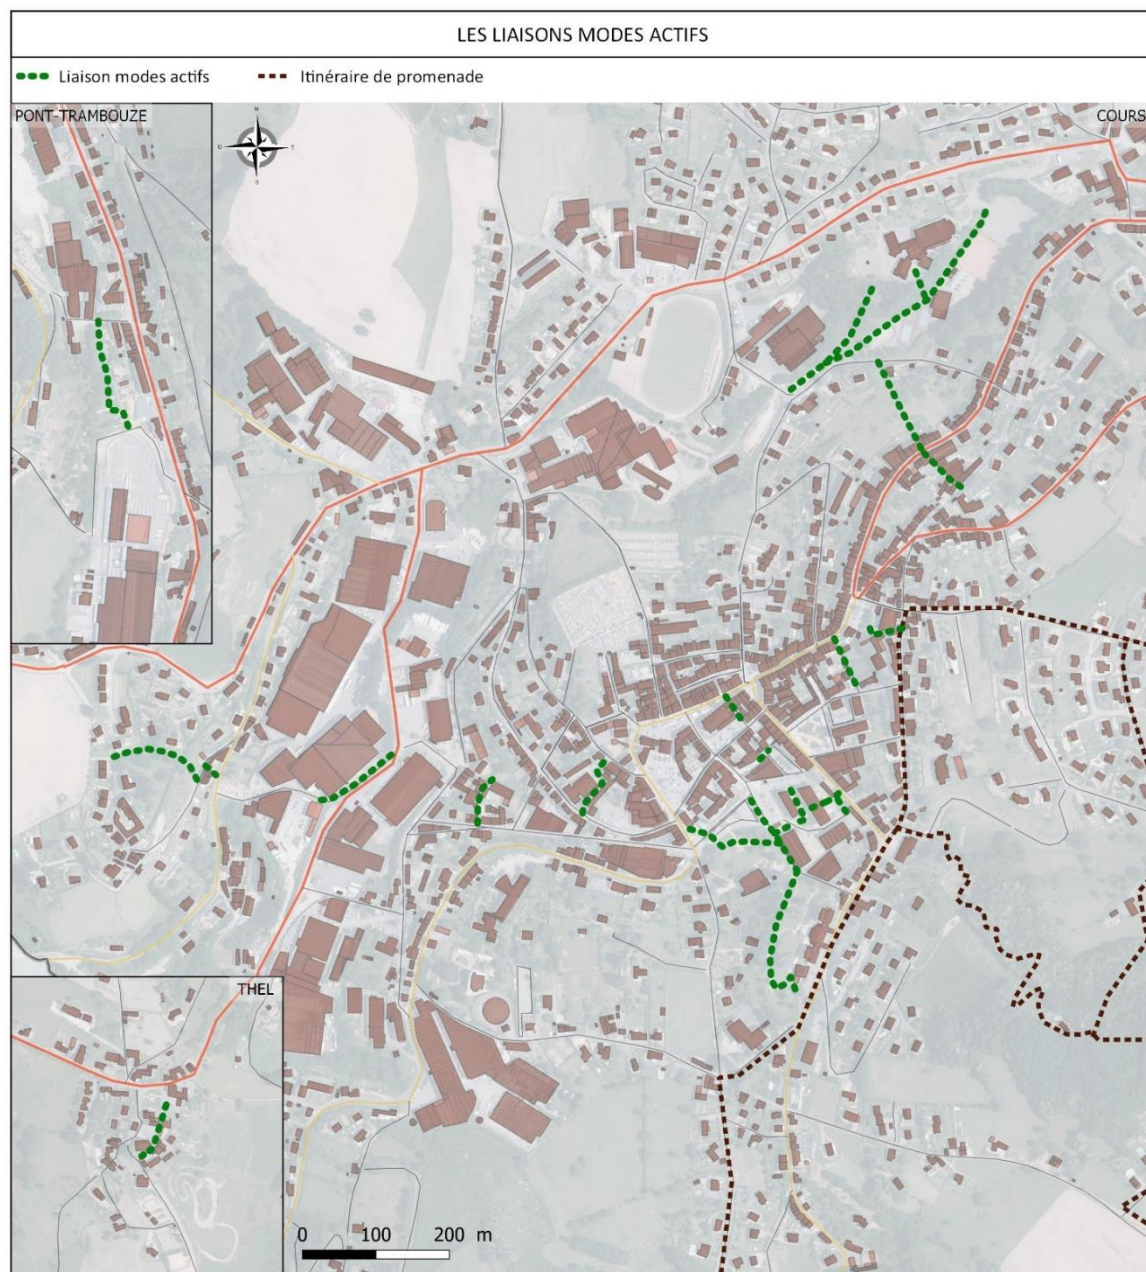 LES LIAISONS MODES ACTIFS
Liaison modes actifs
Itinéraire de promenade
PONT-TRAMBOUZE
COURS
N
O
E
S
THEL
0 100 200 m